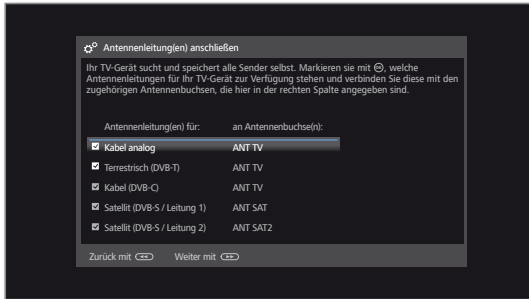 Antennenleitung(en) anschließen
Ihr TV-Gerät sucht und speichert alle Sender selbst. Markieren sie mit OK, welche
Antennenleitungen für Ihr TV-Gerät zur Verfügung stehen und verbinden Sie diese mit den
zugehörigen Antennenbuchsen, die hier in der rechten Spalte angegeben sind.
Antennenleitung(en) für: an Antennenbuchse(n):
Kabel analog ANT TV
Terrestrisch (DVB-T) ANT TV
Kabel (DVB-C) ANT TV
Satellit (DVB-S / Leitung 1) ANT SAT
Satellit (DVB-S / Leitung 2) ANT SAT2
Zurück mit Weiter mit